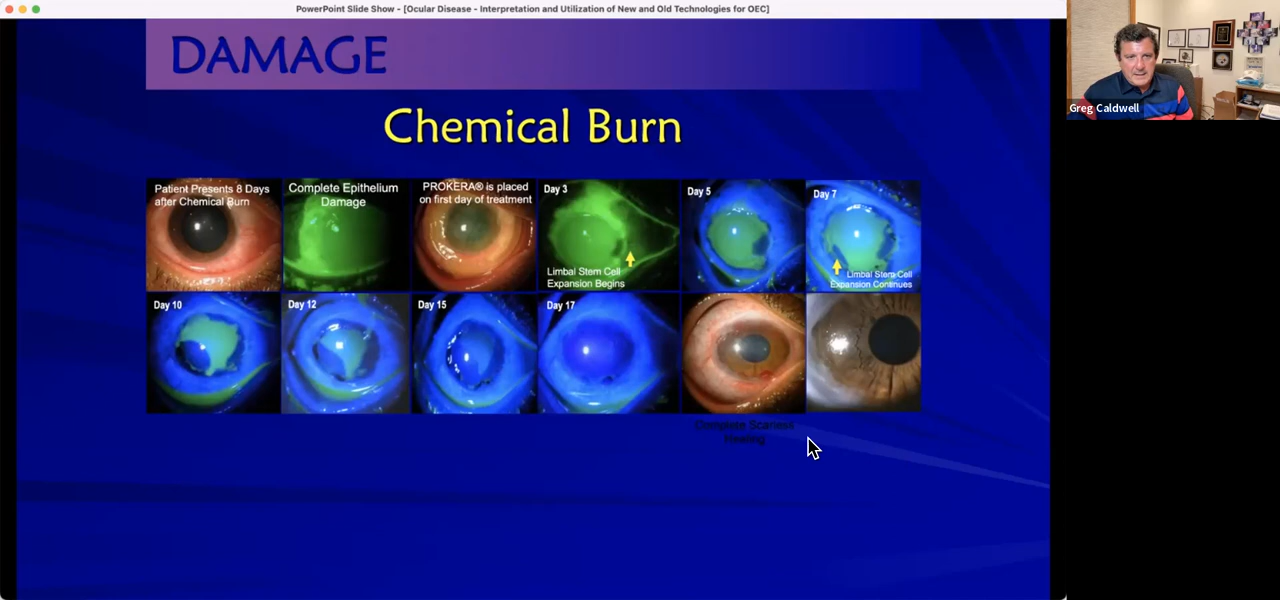 PowerPoint Slide Show - [Ocular Disease - Interpretation and Utilization of New and Old Technologies for OEC]
DAMAGE
Chemical Burn
Patient Presents 8 Days
after Chemical Burn
Complete Epithelium
Damage
PROKERA® is placed
on first day of treatment
Day 3
Limbal Stem Cell
Expansion Begins
Day 5
Day 7
Limbal Stem Cell
Expansion Continues
Day 10
Day 12
Day 15
Day 17
Complete Scarless
Healing
Greg Caldwell